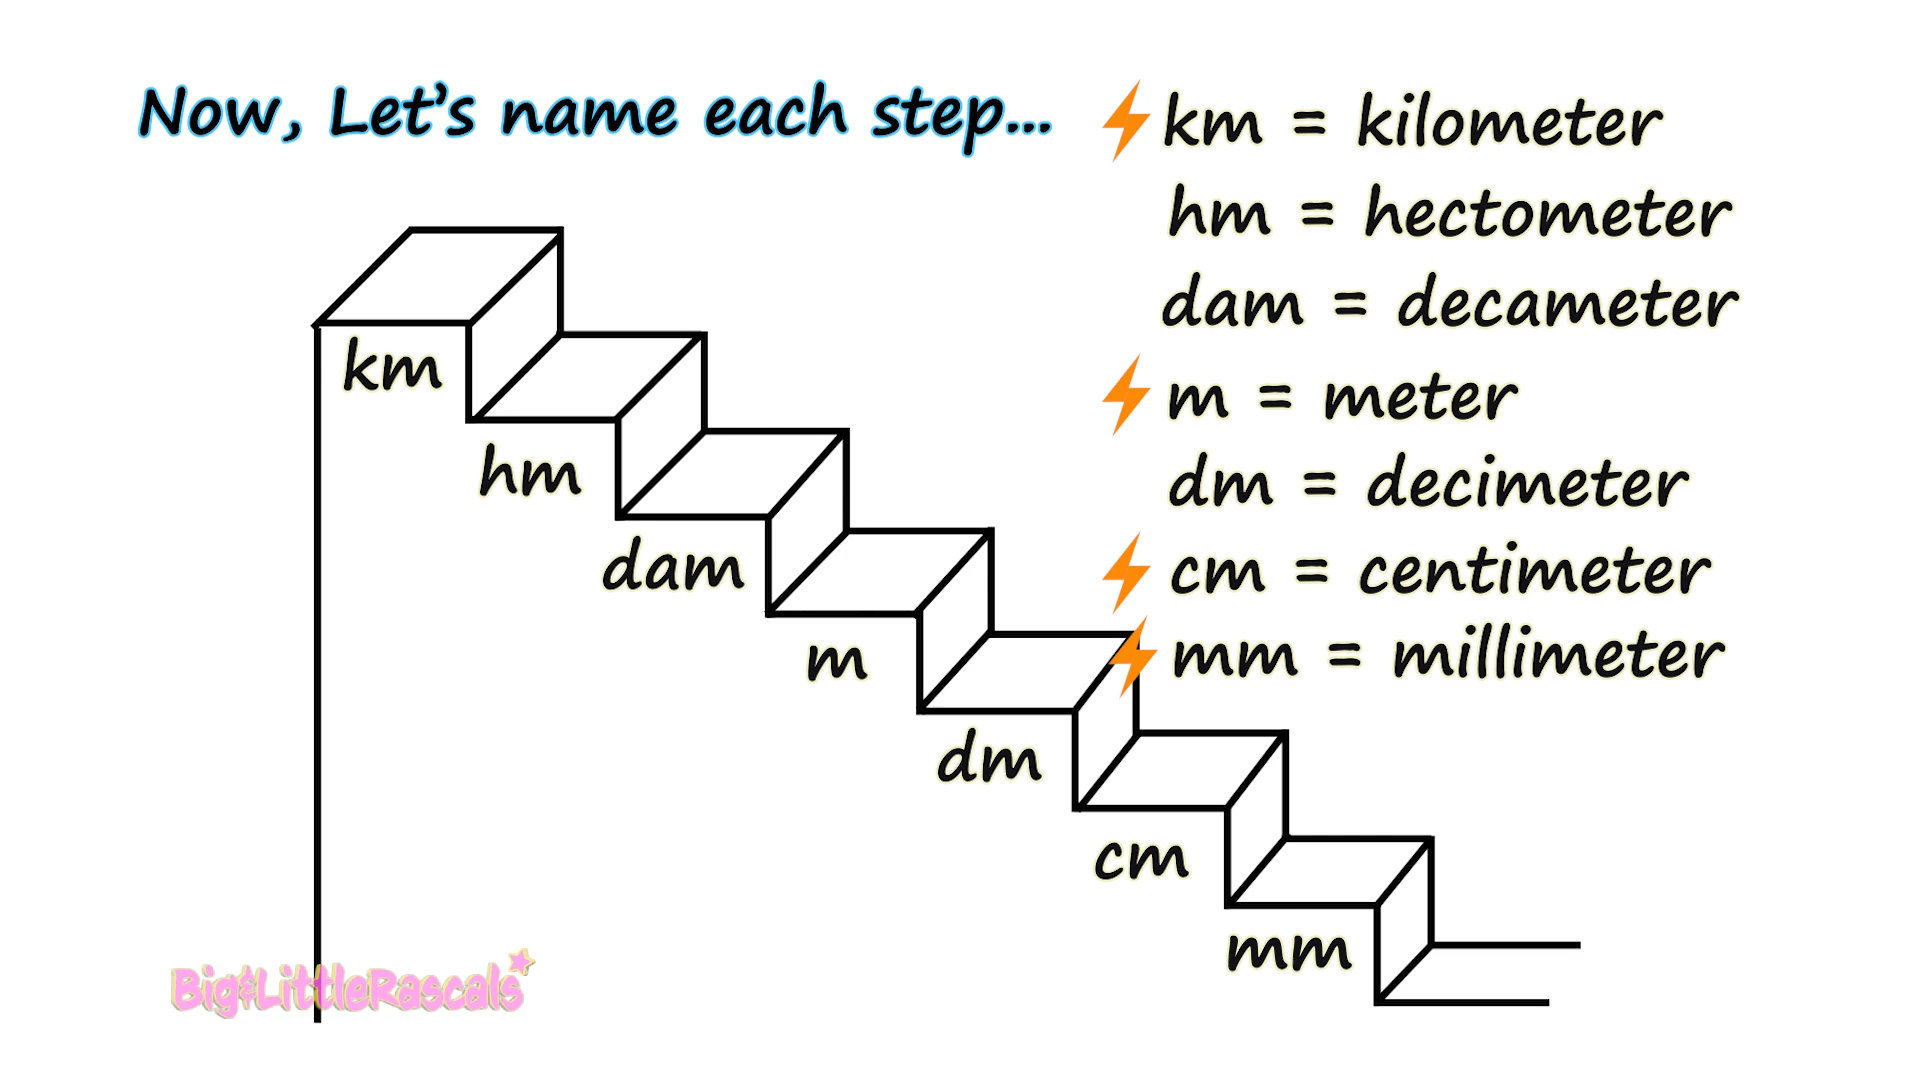 Now, Let's name each step...
km = kilometer
hm = hectometer
dam = decameter
m = meter
dm = decimeter
cm = centimeter
mm = millimeter
km
hm
dam
m
dm
cm
mm
Big&LittleRascals